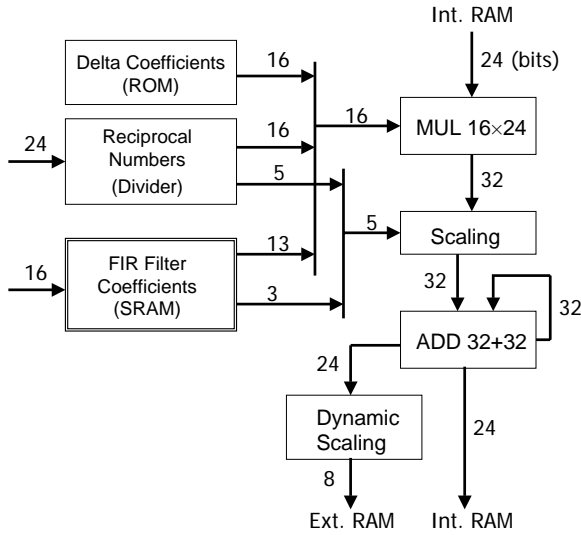 Int. RAM
24 (bits)
Delta Coefficients
(ROM)
16
16
MUL 16×24
24
Reciprocal
Numbers
(Divider)
16
5
32
5
Scaling
16
FIR Filter
Coefficients
(SRAM)
13
3
32
32
ADD 32+32
24
Dynamic
Scaling
24
8
Ext. RAM
Int. RAM